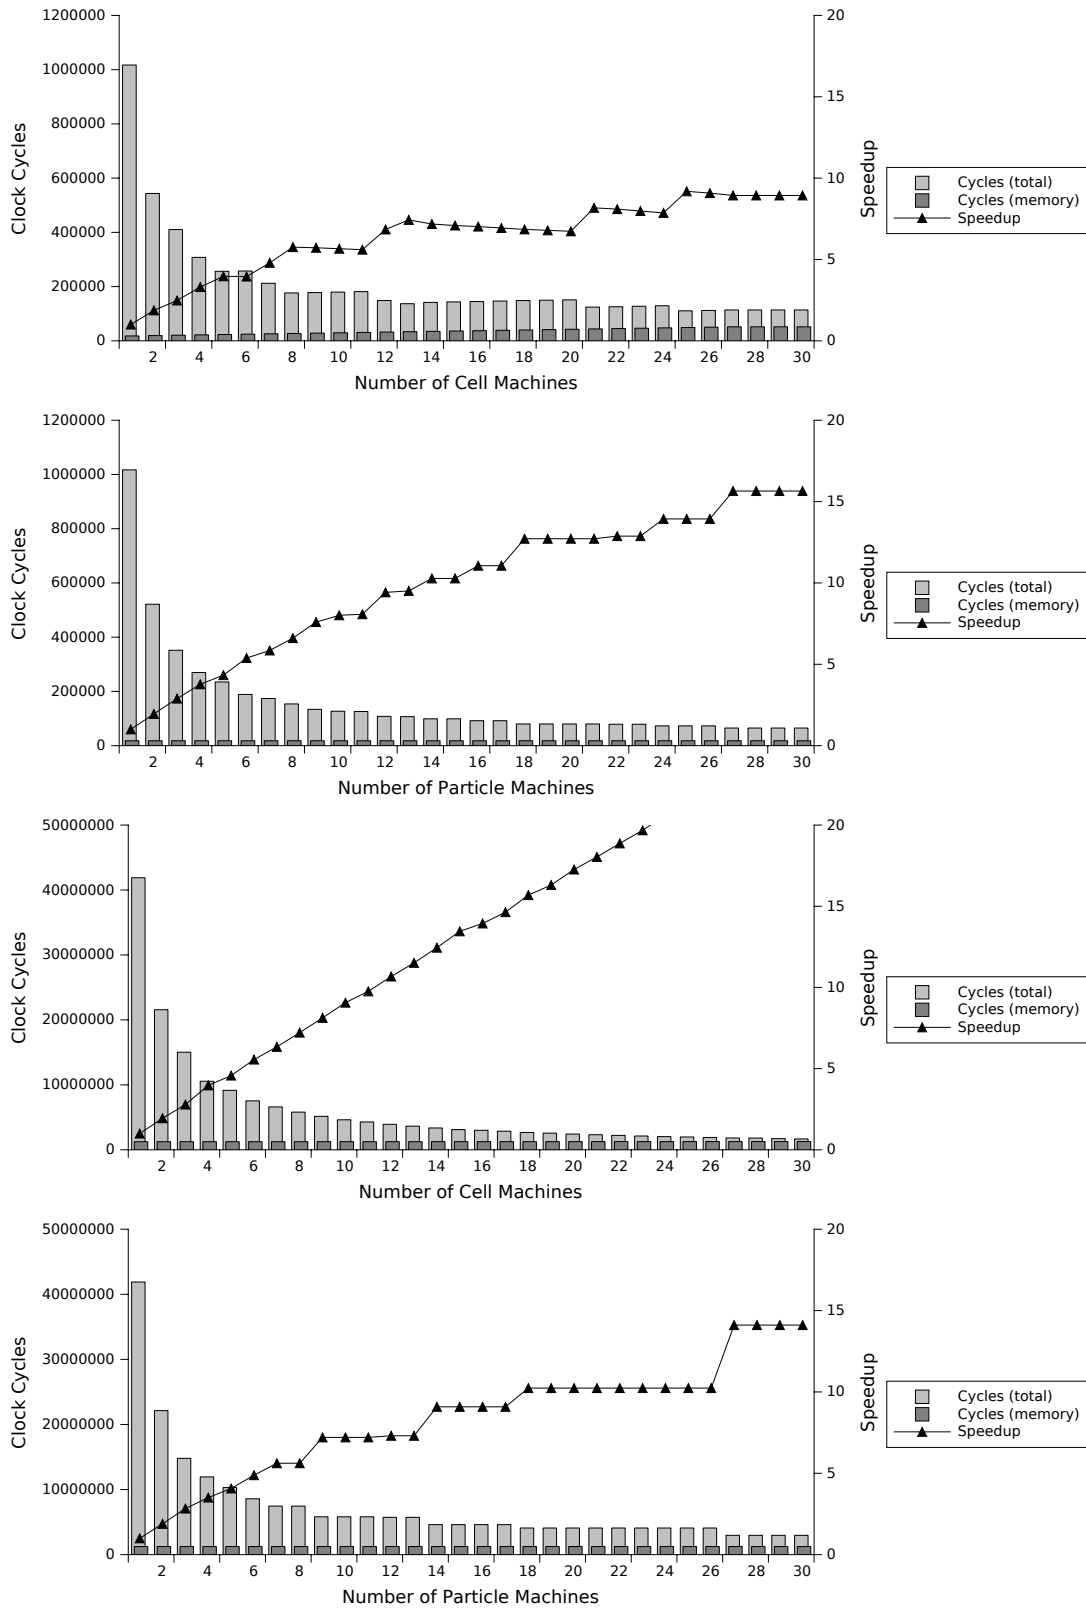 1200000
1000000
800000
600000
400000
200000
0
Clock Cycles
20
15
10
5
0
Speedup
Cycles (total)
Cycles (memory)
Speedup
2 4 6 8 10 12 14 16 18 20 22 24 26 28 30
Number of Cell Machines
1200000
1000000
800000
600000
400000
200000
0
Clock Cycles
20
15
10
5
0
Speedup
Cycles (total)
Cycles (memory)
Speedup
2 4 6 8 10 12 14 16 18 20 22 24 26 28 30
Number of Particle Machines
50000000
40000000
30000000
20000000
10000000
0
Clock Cycles
20
15
10
5
0
Speedup
Cycles (total)
Cycles (memory)
Speedup
2 4 6 8 10 12 14 16 18 20 22 24 26 28 30
Number of Cell Machines
50000000
40000000
30000000
20000000
10000000
0
Clock Cycles
20
15
10
5
0
Speedup
Cycles (total)
Cycles (memory)
Speedup
2 4 6 8 10 12 14 16 18 20 22 24 26 28 30
Number of Particle Machines